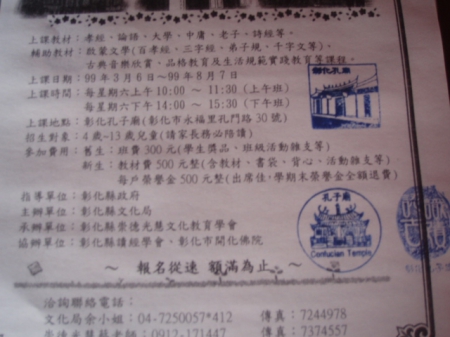 上課教材：孝經、論語、大學、中庸、老子、詩經等。
輔助教材：啟蒙文學(百孝經、三字經、弟子規、千字文等)。
古典音樂欣賞、品格教育及生活規範實踐教育等課程。
上課日期：99年3月6日～99年8月7日
上課時間：每星期六上午10:00 ~ 11:30 (上午班)
每星期六下午14:00 ~ 15:30 (下午班)
上課地點：彰化孔子廟(彰化市永福里孔門路30號)
招生對象：4歲-13歲兒童(請家長務必陪讀)
參加費用：舊生：班費300元(學生獎品、班級活動雜支等)
新生：教材費500元整(含教材、書袋、背心、活動雜支等)
每戶榮譽金500元整(出席佳,學期末榮譽金全額退費)
指導單位：彰化縣政府
主辦單位：彰化縣文化局
承辦單位：彰化縣崇德光慧文化教育學會
協辦單位：彰化縣讀經學會、彰化市開化佛院
～ 報名從速 額滿為止 ～
洽詢聯絡電話：
文化局余小姐：04-7250057*412 傳真：7244978
0912-171447 傳真：7374557
彰化孔廟
孔子廟
Confucian Temple